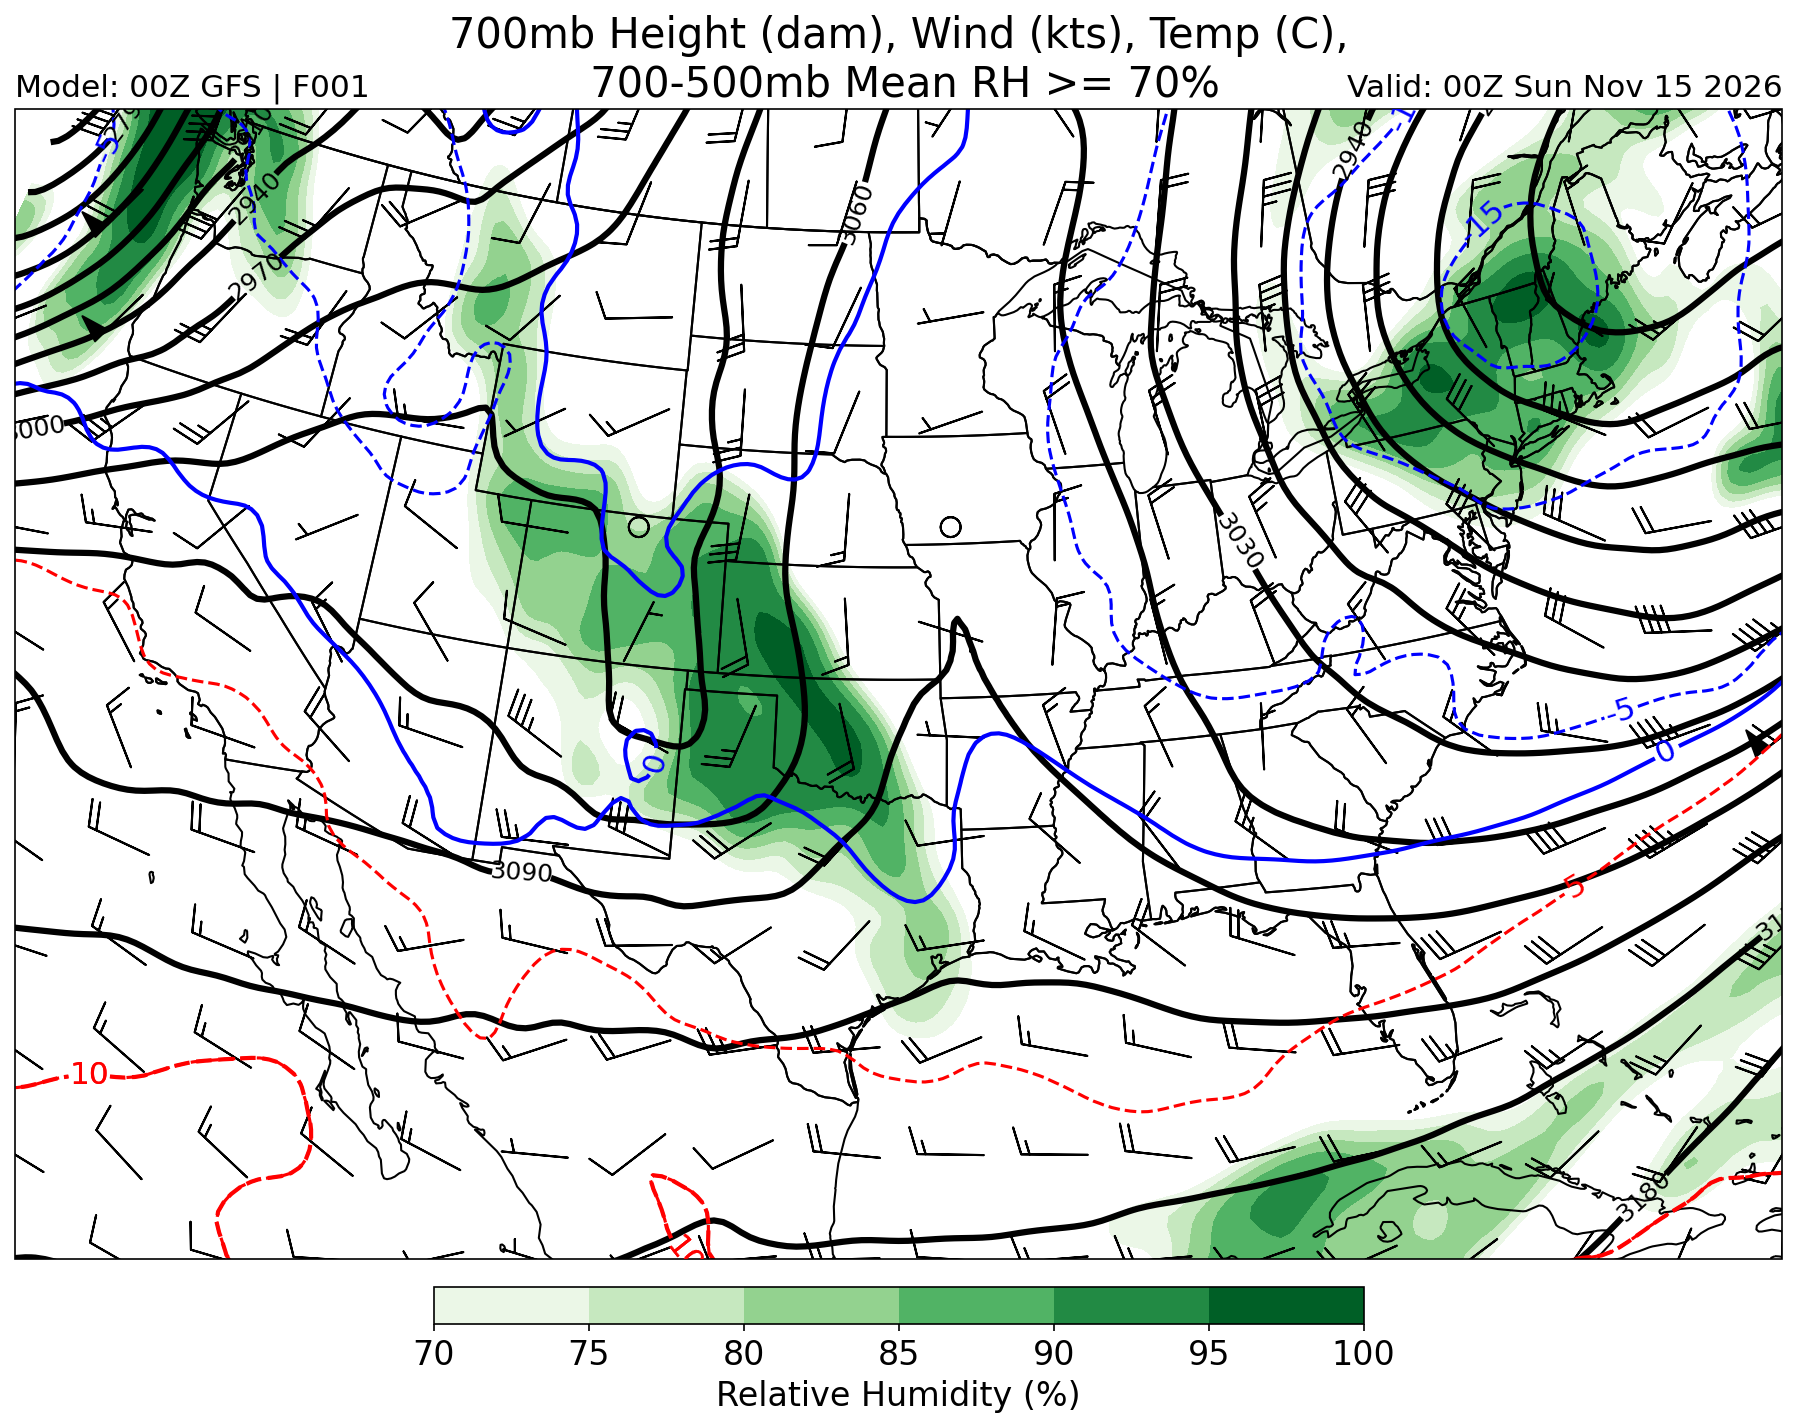 700mb Height (dam), Wind (kts), Temp (C),
700-500mb Mean RH >= 70%
Model: 00Z GFS | F001
Valid: 00Z Sun Nov 15 2026
2940
2970
3060
2940
-15
3030
-5
0
0
5
3090
10
3180
70 75 80 85 90 95 100
Relative Humidity (%)